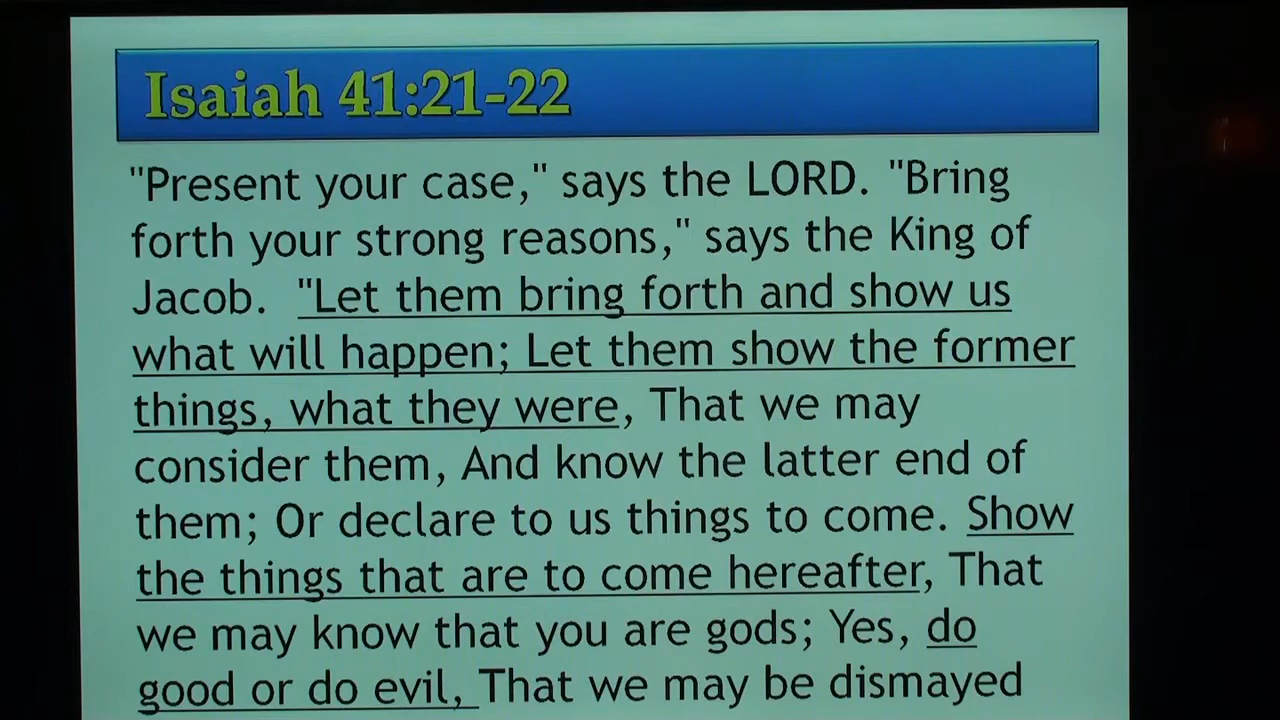 Isaiah 41:21-22
"Present your case," says the LORD. "Bring
forth your strong reasons," says the King of
Jacob. "Let them bring forth and show us
what will happen; Let them show the former
things, what they were, That we may
consider them, And know the latter end of
them; Or declare to us things to come. Show
the things that are to come hereafter, That
we may know that you are gods; Yes, do
good or do evil, That we may be dismayed